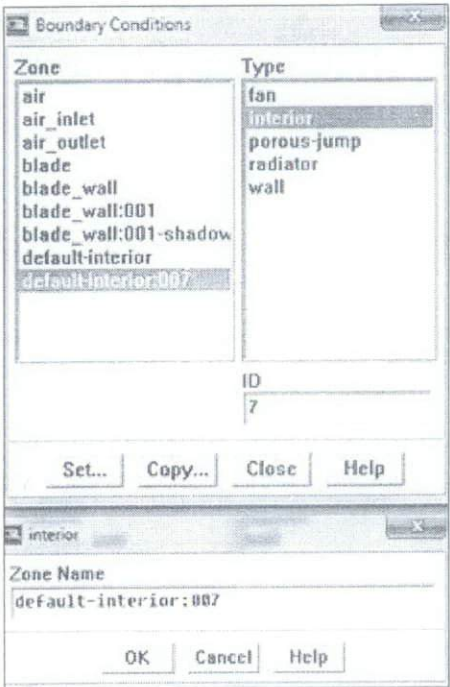 Boundary Conditions
Zone
air
air_inlet
air_outlet
blade
blade_wall
blade_wall:001
blade_wall:001-shadow
default-interior
default-interior:007
Type
fan
interior
porous-jump
radiator
wall
ID
7
Set... Copy... Close Help
interior
Zone Name
default-interior:007
OK Cancel Help